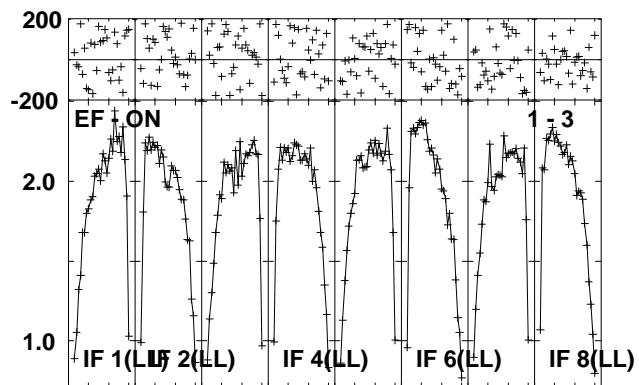 200
-200
EF - ON 1 - 3
2.0
1.0
IF 1(LL) IF 2(LL) IF 4(LL) IF 6(LL) IF 8(LL)